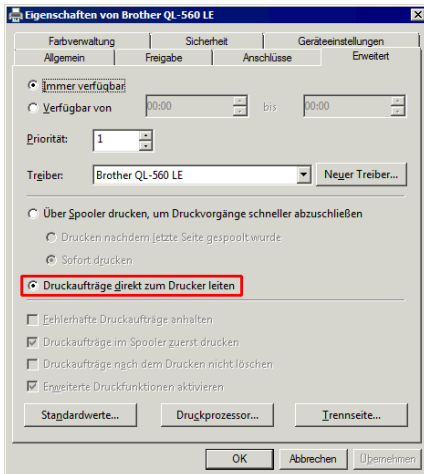 Eigenschaften von Brother QL-560 LE
Farbverwaltung Sicherheit Geräteeinstellungen
Allgemein Freigabe Anschlüsse Erweitert
Immer verfügbar
Verfügbar von 00:00 bis 00:00
Priorität: 1
Treiber: Brother QL-560 LE Neuer Treiber...
Über Spooler drucken, um Druckvorgänge schneller abzuschließen
Drucken nachdem letzte Seite gespoolt wurde
Sofort drucken
Druckaufträge direkt zum Drucker leiten
Fehlerhafte Druckaufträge anhalten
Druckaufträge im Spooler zuerst drucken
Druckaufträge nach dem Drucken nicht löschen
Erweiterte Druckfunktionen aktivieren
Standardwerte... Druckprozessor... Trennseite...
OK Abbrechen Übernehmen